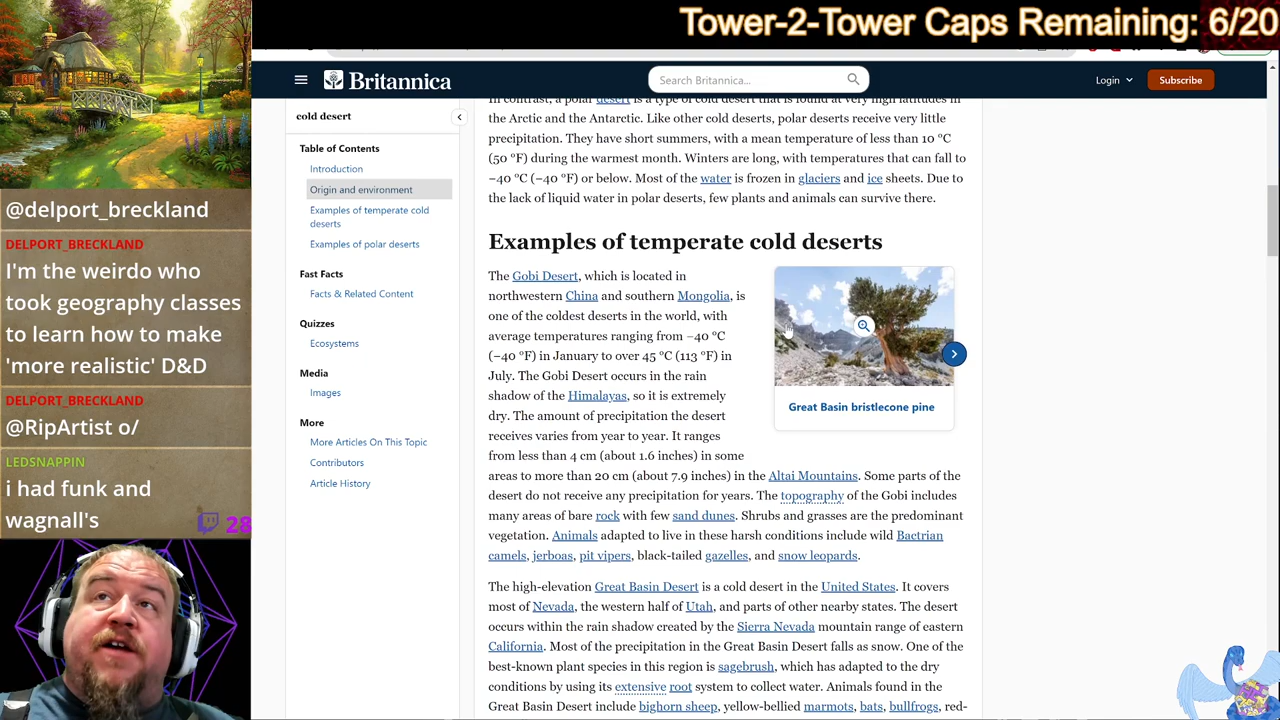 Tower-2-Tower Caps Remaining: 6/20
Britannica
Search Britannica...
Login
Subscribe
cold desert
Table of Contents
Introduction
Origin and environment
Examples of temperate cold
deserts
Examples of polar deserts
Fast Facts
Facts & Related Content
Quizzes
Ecosystems
Media
Images
More
More Articles On This Topic
Contributors
Article History
In contrast, a polar desert is a type of cold desert that is found at very high latitudes in
the Arctic and the Antarctic. Like other cold deserts, polar deserts receive very little
precipitation. They have short summers, with a mean temperature of less than 10 °C
(50 °F) during the warmest month. Winters are long, with temperatures that can fall to
−40 °C (−40 °F) or below. Most of the water is frozen in glaciers and ice sheets. Due to
the lack of liquid water in polar deserts, few plants and animals can survive there.
Examples of temperate cold deserts
The Gobi Desert, which is located in
northwestern China and southern Mongolia, is
one of the coldest deserts in the world, with
average temperatures ranging from −40 °C
(−40 °F) in January to over 45 °C (113 °F) in
July. The Gobi Desert occurs in the rain
shadow of the Himalayas, so it is extremely
dry. The amount of precipitation the desert
receives varies from year to year. It ranges
from less than 4 cm (about 1.6 inches) in some
areas to more than 20 cm (about 7.9 inches) in the Altai Mountains. Some parts of the
desert do not receive any precipitation for years. The topography of the Gobi includes
many areas of bare rock with few sand dunes. Shrubs and grasses are the predominant
vegetation. Animals adapted to live in these harsh conditions include wild Bactrian
camels, jerboas, pit vipers, black-tailed gazelles, and snow leopards.
Great Basin bristlecone pine
The high-elevation Great Basin Desert is a cold desert in the United States. It covers
most of Nevada, the western half of Utah, and parts of other nearby states. The desert
occurs within the rain shadow created by the Sierra Nevada mountain range of eastern
California. Most of the precipitation in the Great Basin Desert falls as snow. One of the
best-known plant species in this region is sagebrush, which has adapted to the dry
conditions by using its extensive root system to collect water. Animals found in the
Great Basin Desert include bighorn sheep, yellow-bellied marmots, bats, bullfrogs, red-
@delport_breckland
DELPORT_BRECKLAND
I'm the weirdo who
took geography classes
to learn how to make
'more realistic' D&D
DELPORT_BRECKLAND
@RipArtist o/
LEDSNAPPIN
i had funk and
wagnall's
28